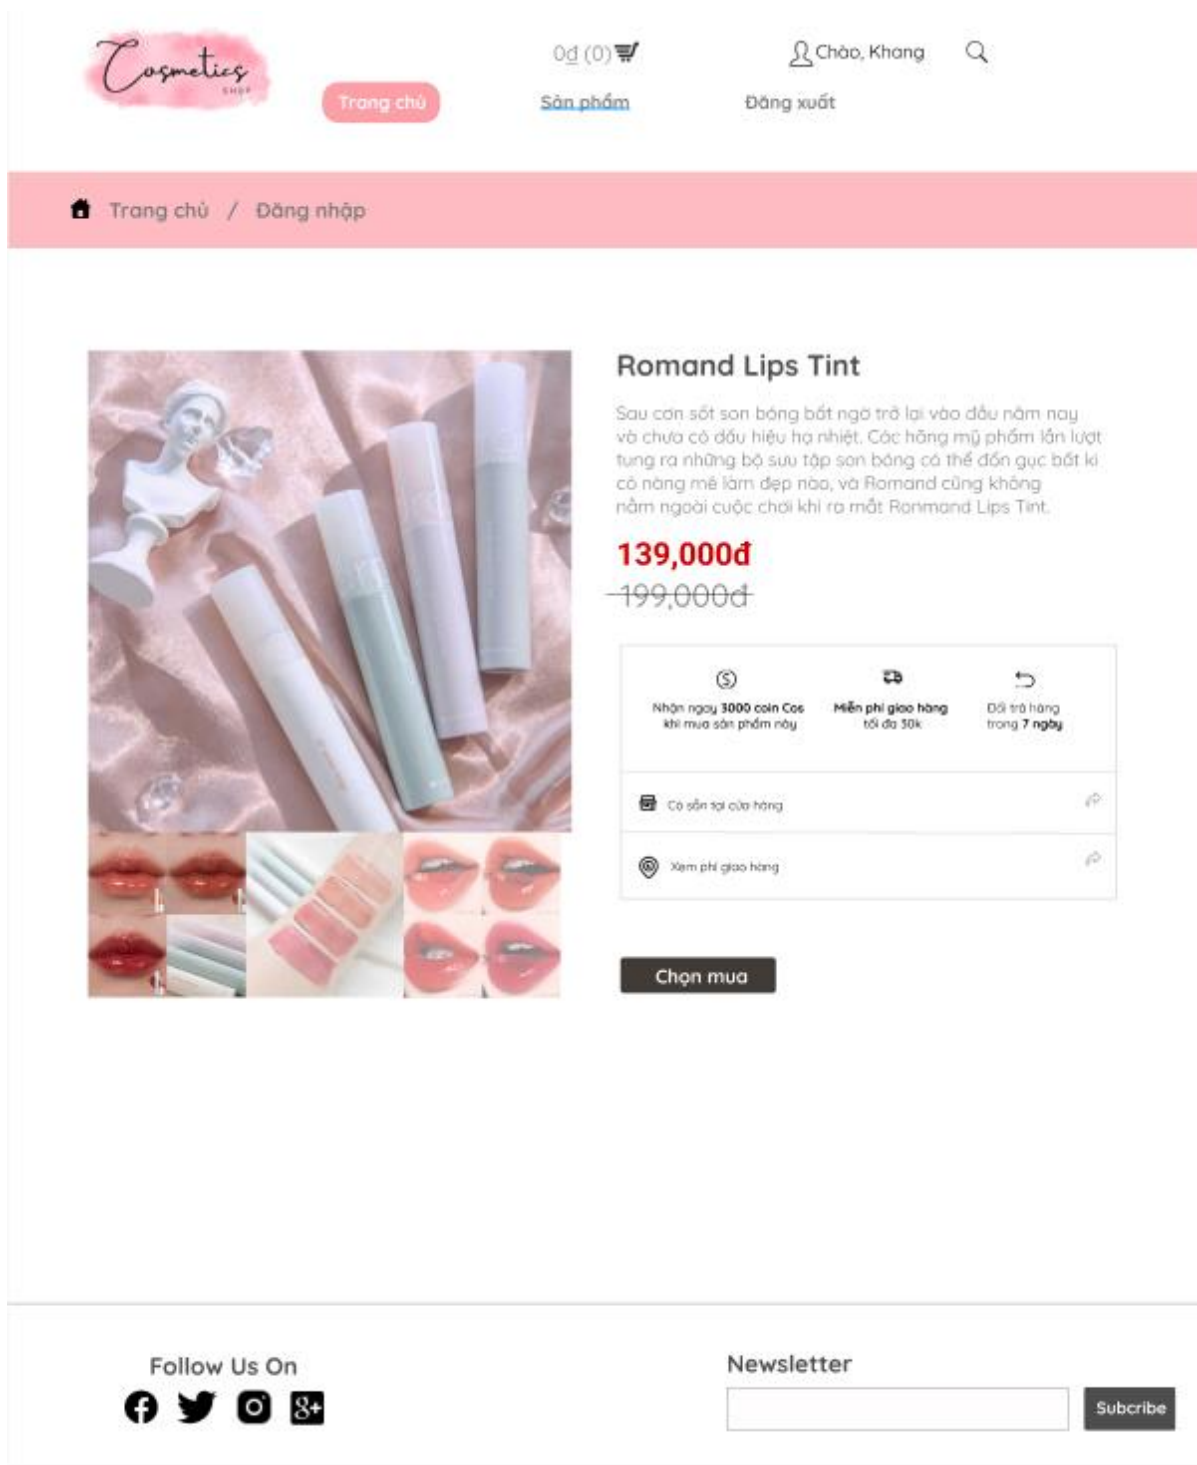 Cosmetics
SHOP
0₫ (0)
Chào, Khang
Trang chủ
Sản phẩm
Đăng xuất
Trang chủ / Đăng nhập
Romand Lips Tint
Sau cơn sốt son bóng bất ngờ trở lại vào đầu năm nay
và chưa có dấu hiệu hạ nhiệt. Các hãng mỹ phẩm lần lượt
tung ra những bộ sưu tập son bóng có thể đốn gục bất kì
cô nàng mê làm đẹp nào, và Romand cũng không
nằm ngoài cuộc chơi khi ra mắt Ronmand Lips Tint.
139,000đ
199,000đ
Nhận ngay 3000 coin Cos
khi mua sản phẩm này
Miễn phí giao hàng
tối đa 30k
Đổi trả hàng
trong 7 ngày
Có sẵn tại cửa hàng
Xem phí giao hàng
Chọn mua
Follow Us On
Newsletter
Subcribe